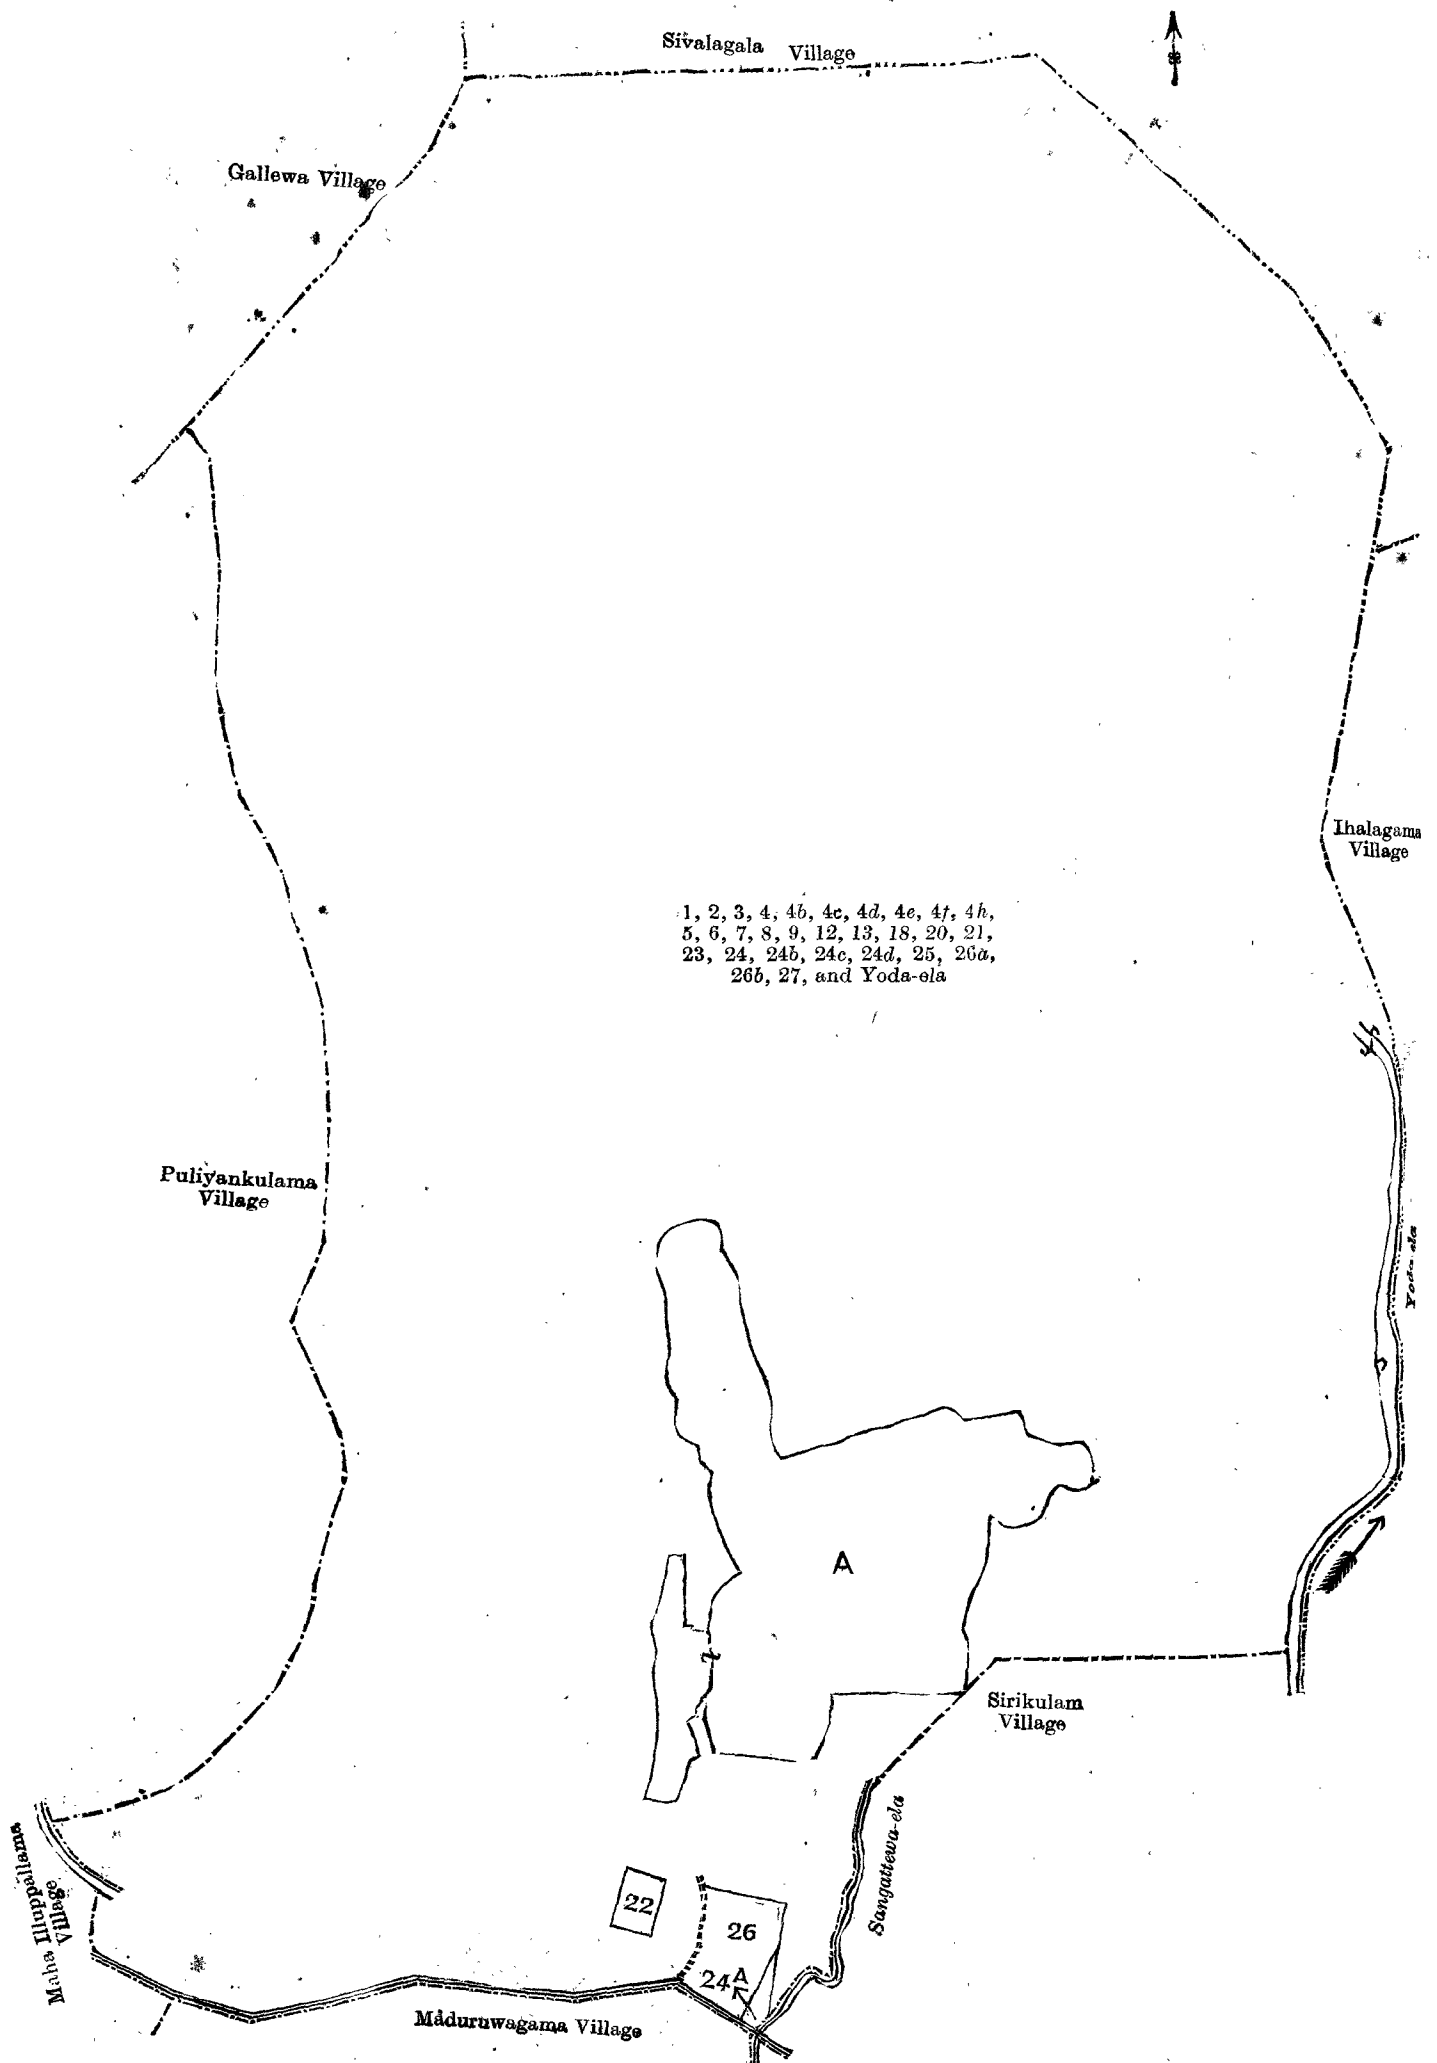 Sivalagala Village
Gallewa Village
Ihalagama
Village
1, 2, 3, 4, 4b, 4c, 4d, 4e, 4f, 4h,
5, 6, 7, 8, 9, 12, 13, 18, 20, 21,
23, 24, 24b, 24c, 24d, 25, 26a,
26b, 27, and Yoda-ela
Puliyankulama
Village
Yoda-ela
A
Sirikulam
Village
Sangattewa-ela
Maha Illuppallama
Village
22
26
24A
Máduruwagama Village